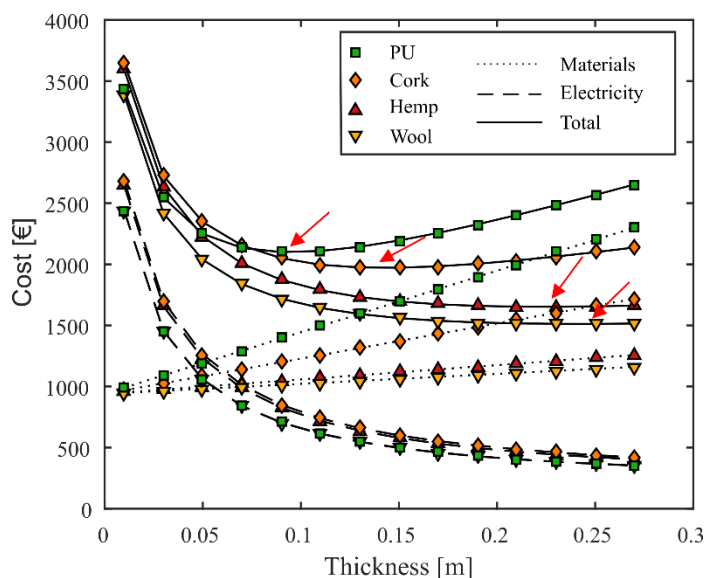 4000
3500
3000
2500
2000
1500
1000
500
0
Cost [€]
PU
Cork
Hemp
Wool
Materials
Electricity
Total
0 0.05 0.1 0.15 0.2 0.25 0.3
Thickness [m]